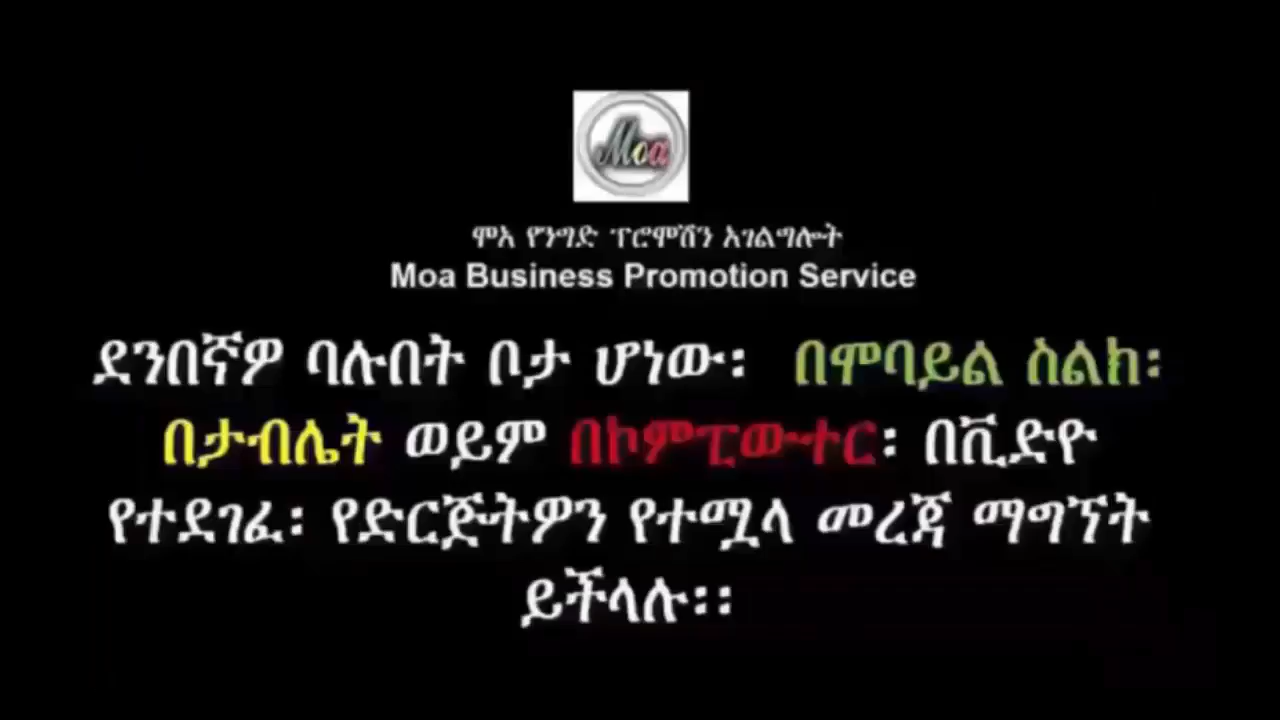 Moa
ሞአ የንግድ ፕሮሞሽን አገልግሎት
Moa Business Promotion Service
ደንበኛዎ ባሉበት ቦታ ሆነው፡ በሞባይል ስልክ፡
በታብሌት ወይም በኮምፒውተር፡ በቪድዮ
የተደገፈ፡ የድርጅትዎን የተሟላ መረጃ ማግኘት
ይችላሉ፡፡